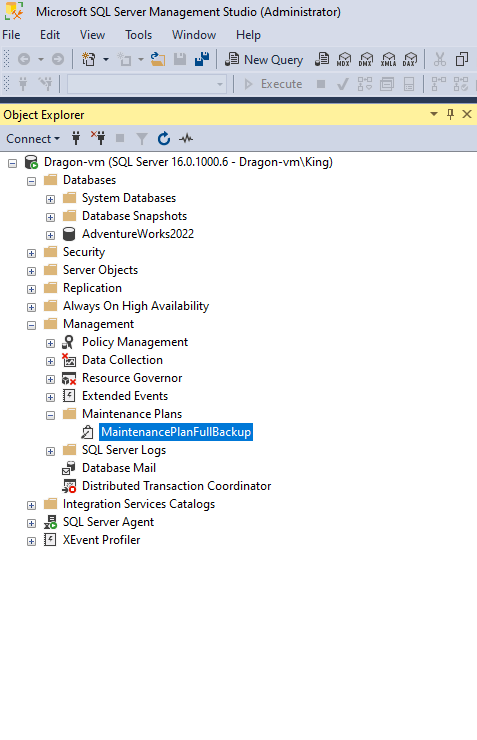 Microsoft SQL Server Management Studio (Administrator)
File Edit View Tools Window Help
New Query MDX DMX XMLA DAX
Execute
Object Explorer
Connect
Dragon-vm (SQL Server 16.0.1000.6 - Dragon-vm\King)
Databases
System Databases
Database Snapshots
AdventureWorks2022
Security
Server Objects
Replication
Always On High Availability
Management
Policy Management
Data Collection
Resource Governor
Extended Events
Maintenance Plans
MaintenancePlanFullBackup
SQL Server Logs
Database Mail
Distributed Transaction Coordinator
Integration Services Catalogs
SQL Server Agent
XEvent Profiler